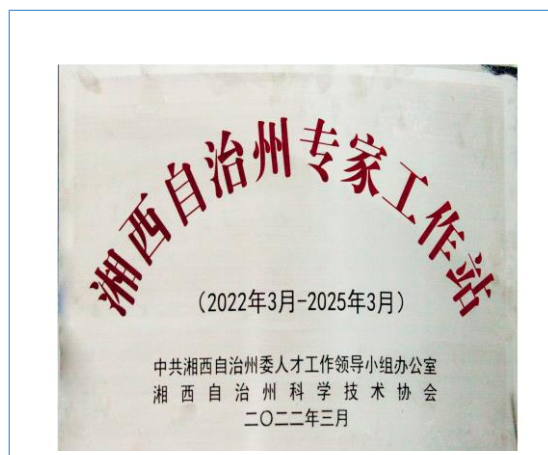 湘西自治州专家工作站
（2022年3月-2025年3月）
中共湘西自治州委人才工作领导小组办公室
湘西自治州科学技术协会
二〇二二年三月